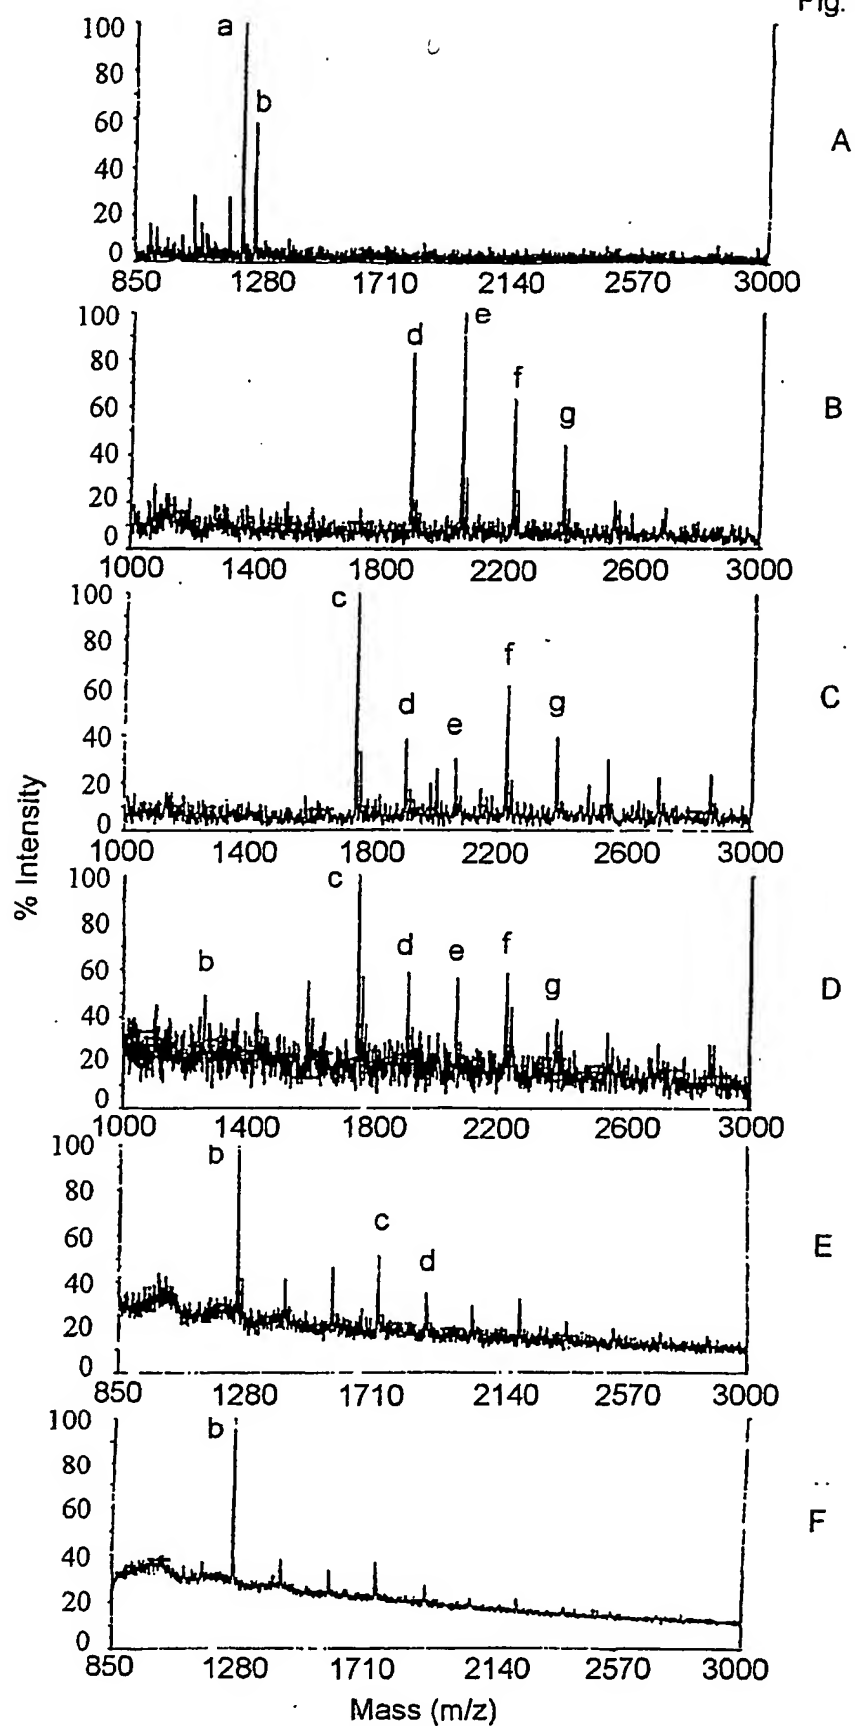 Fig.
100 a
80
b
60
A
40
20
0
850 1280 1710 2140 2570 3000
100 e
d
80
f
60 g B
40
20
0
1000 1400 1800 2200 2600 3000
100 c
80
f
60 d g C
e
40
20
0
1000 1400 1800 2200 2600 3000
% Intensity
100 c
80
b d e f
60
g D
40
20
0
1000 1400 1800 2200 2600 3000
100 b
80
c
60 d E
40
20
0
850 1280 1710 2140 2570 3000
100 b
80
60 F
40
20
0
850 1280 1710 2140 2570 3000
Mass (m/z)